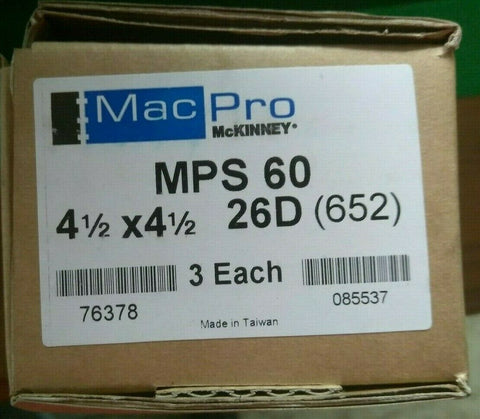 MacPro
McKINNEY®
MPS 60
4½ x4½ 26D (652)
3 Each
76378
085537
Made in Taiwan